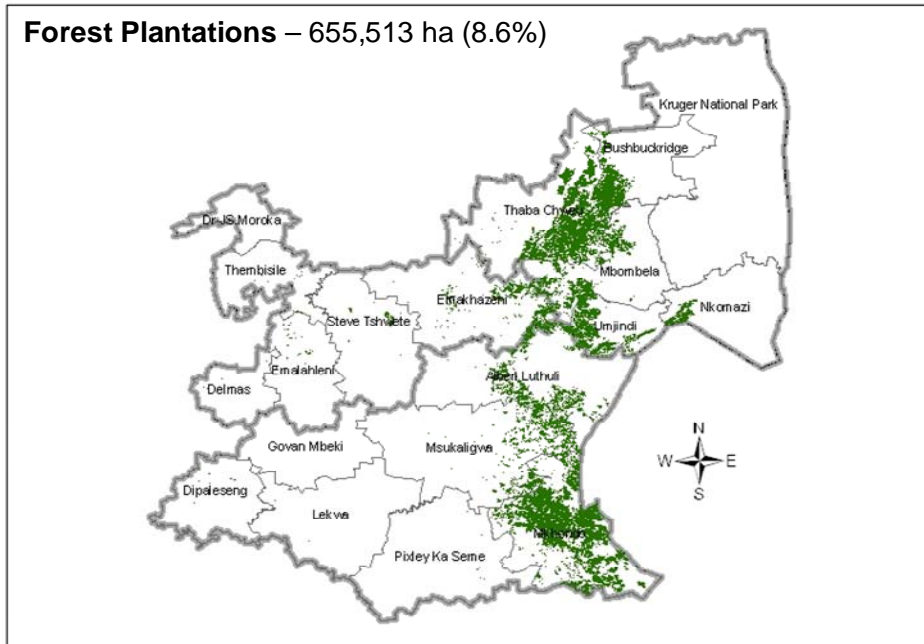 Forest Plantations – 655,513 ha (8.6%)
Kruger National Park
Bushbuckridge
Thaba Chweu
Dr JS Moroka
Thembisile
Mbombela
Emakhazeni
Nkomazi
Steve Tshwete
Umjindi
Emalahleni
Albert Luthuli
Delmas
Govan Mbeki
Msukaligwa
N
W
E
S
Dipaleseng
Lekwa
Mkhondo
Pixley Ka Seme